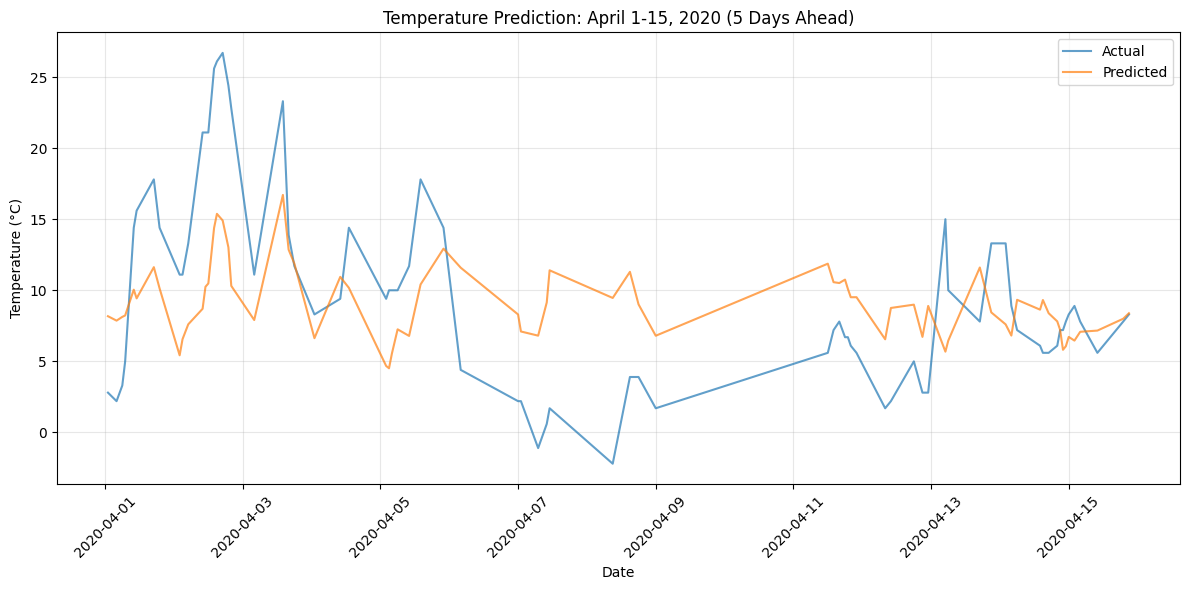 Temperature Prediction: April 1-15, 2020 (5 Days Ahead)
Actual
Predicted
Temperature (°C)
25
20
15
10
5
0
2020-04-01
2020-04-03
2020-04-05
2020-04-07
2020-04-09
2020-04-11
2020-04-13
2020-04-15
Date